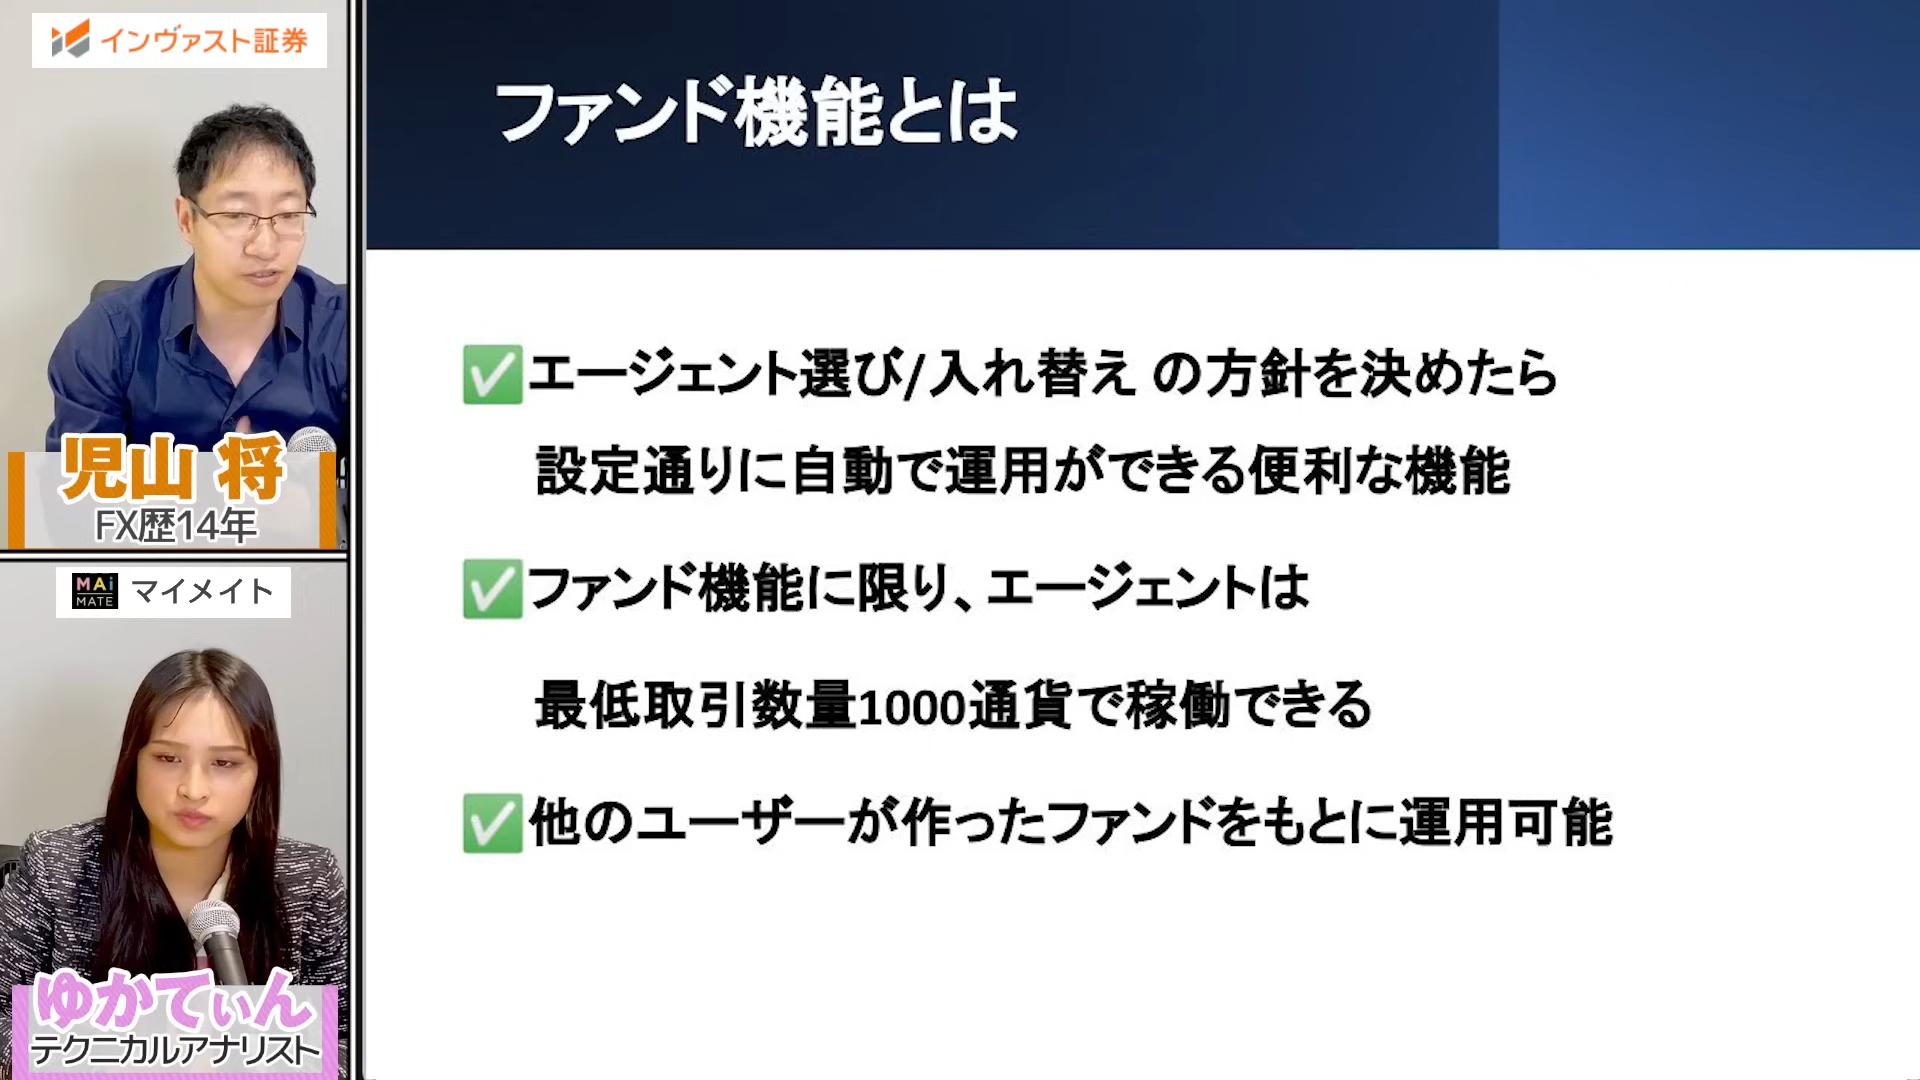 インヴァスト証券
児山 将
FX歴14年
MAi
MATE
マイメイト
ゆかてぃん
テクニカルアナリスト
ファンド機能とは
✅エージェント選び/入れ替え の方針を決めたら
設定通りに自動で運用ができる便利な機能
✅ファンド機能に限り、エージェントは
最低取引数量1000通貨で稼働できる
✅他のユーザーが作ったファンドをもとに運用可能